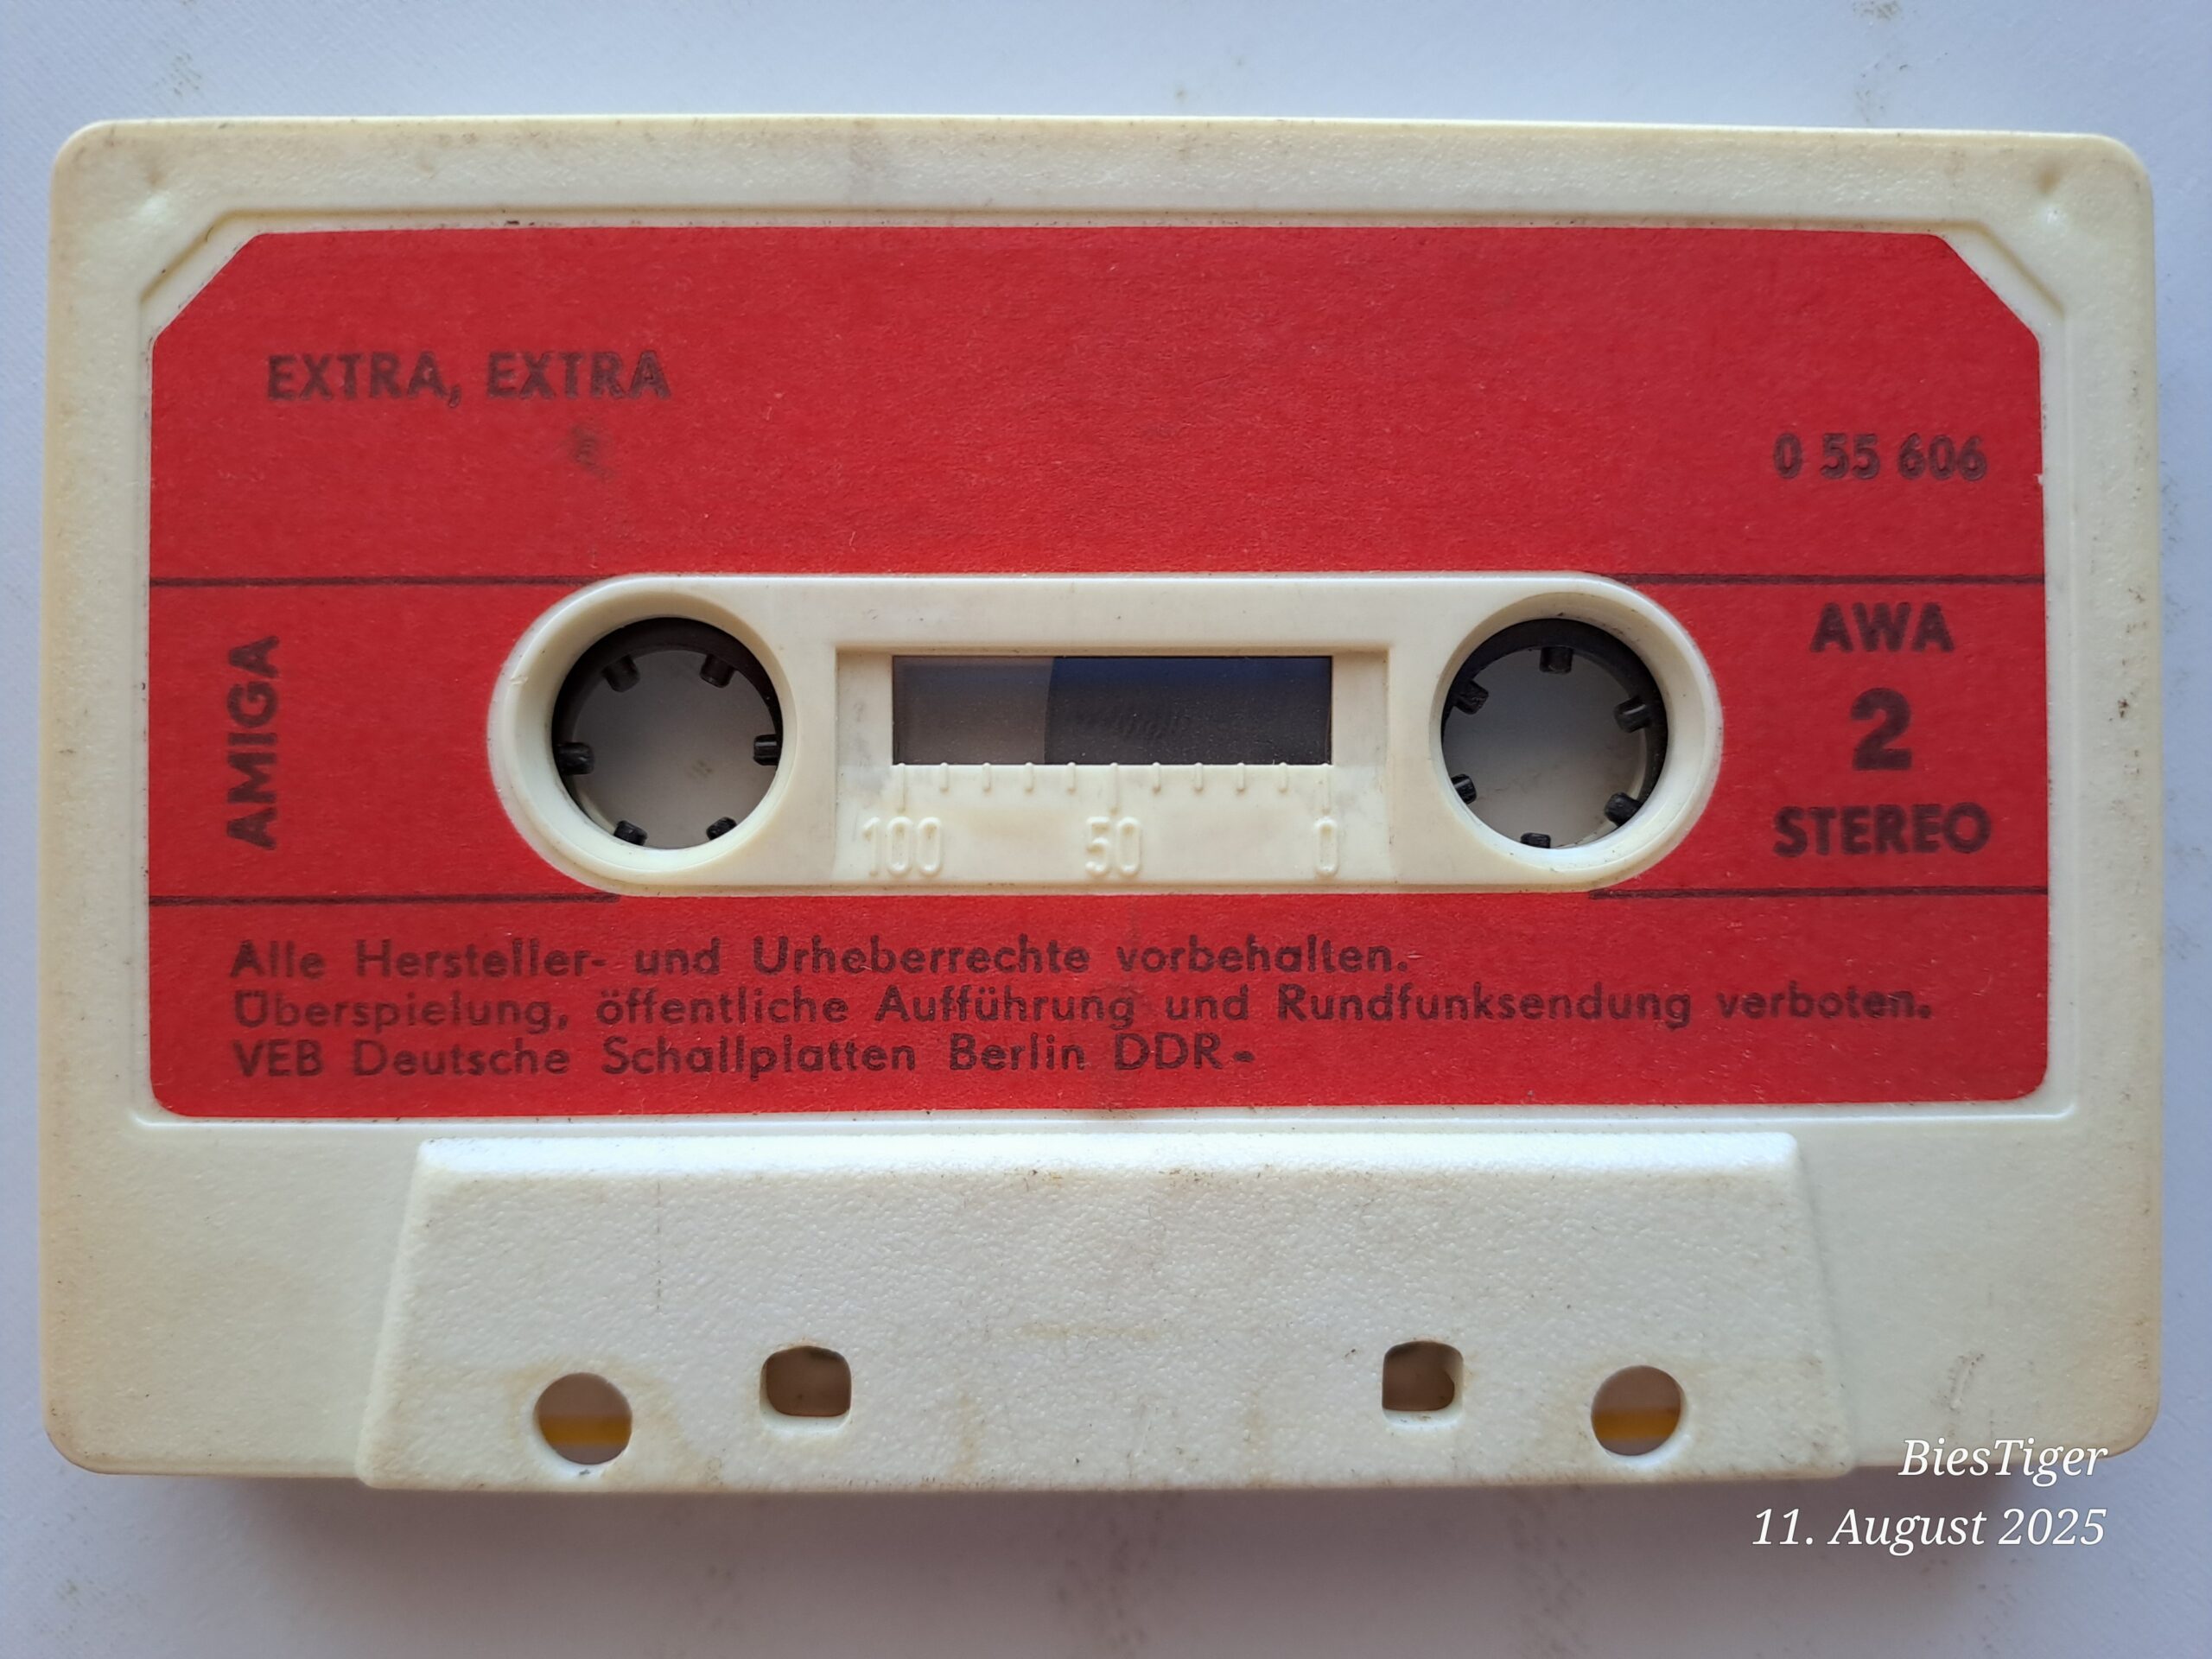 EXTRA, EXTRA
0 55 606
AMIGA
AWA
2
STEREO
100 50 0
Alle Hersteller- und Urheberrechte vorbehalten.
Überspielung, öffentliche Aufführung und Rundfunksendung verboten.
VEB Deutsche Schallplatten Berlin DDR-
BiesTiger
11. August 2025